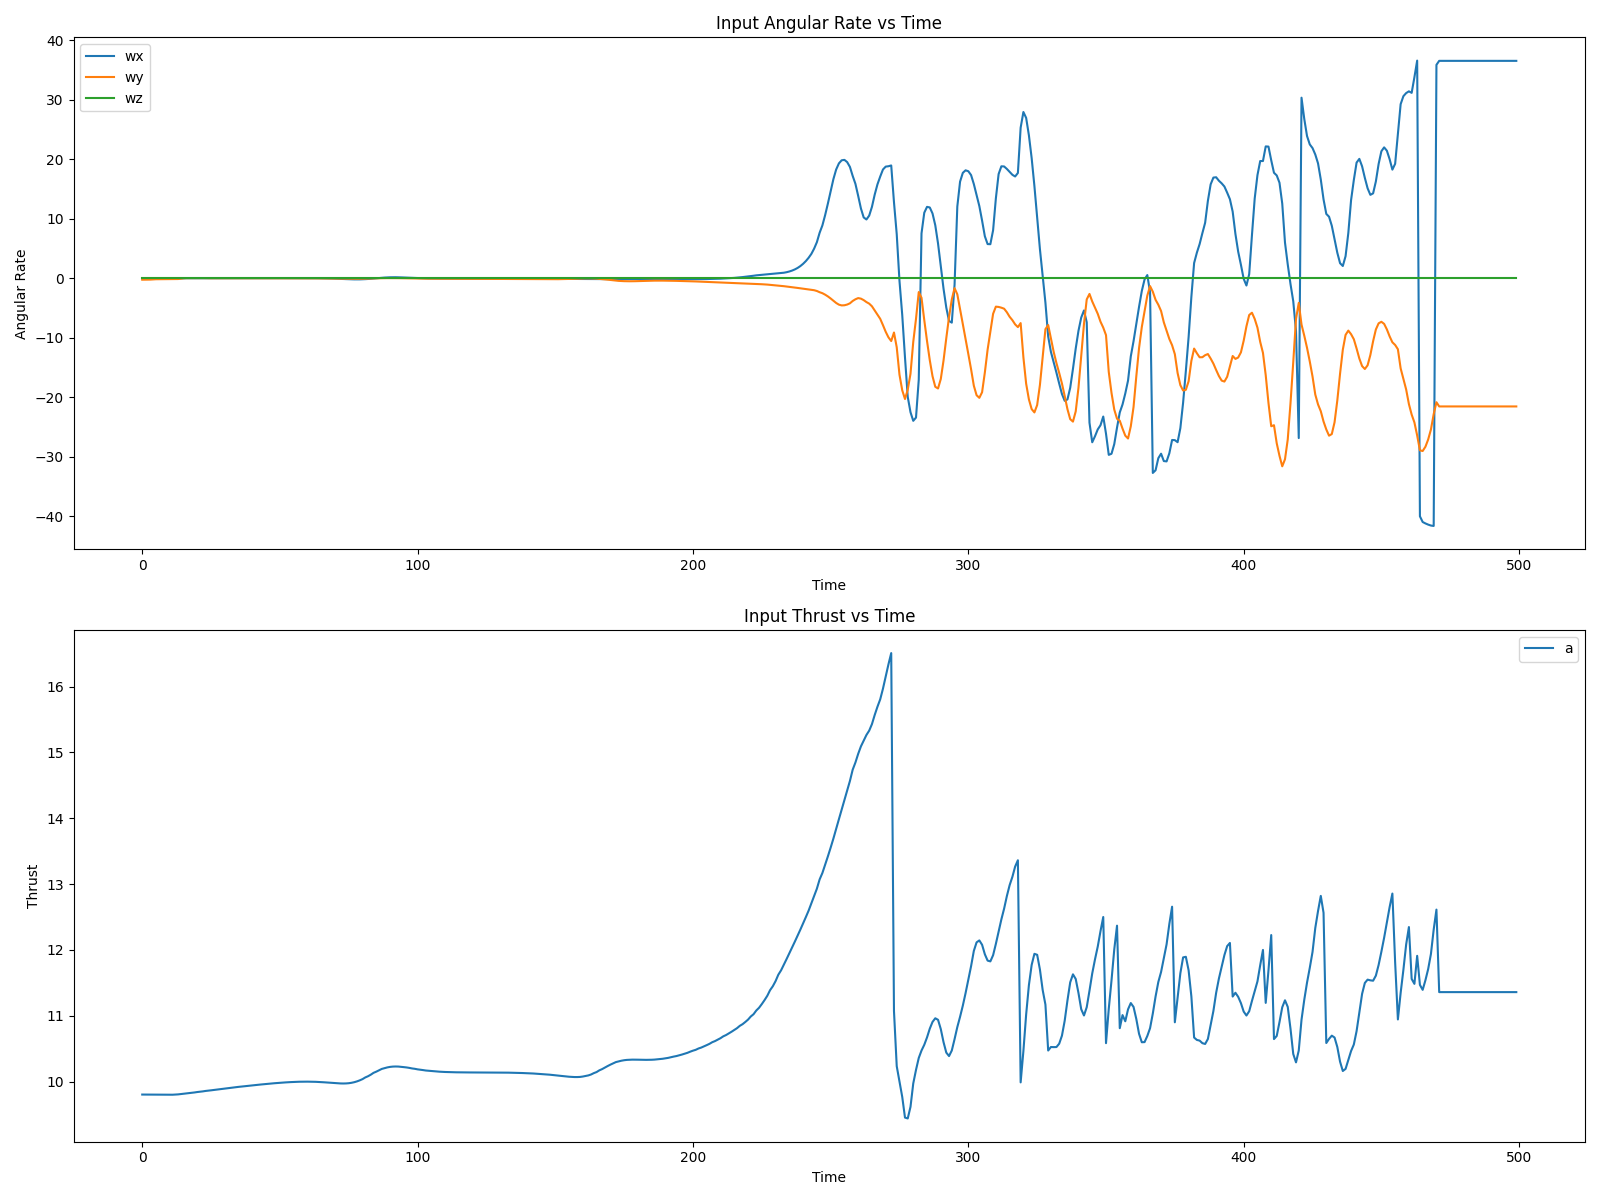 Input Angular Rate vs Time
40
30
20
10
0
−10
−20
−30
−40
Angular Rate
wx
wy
wz
0 100 200 300 400 500
Time
Input Thrust vs Time
16
15
14
13
12
11
10
Thrust
a
0 100 200 300 400 500
Time